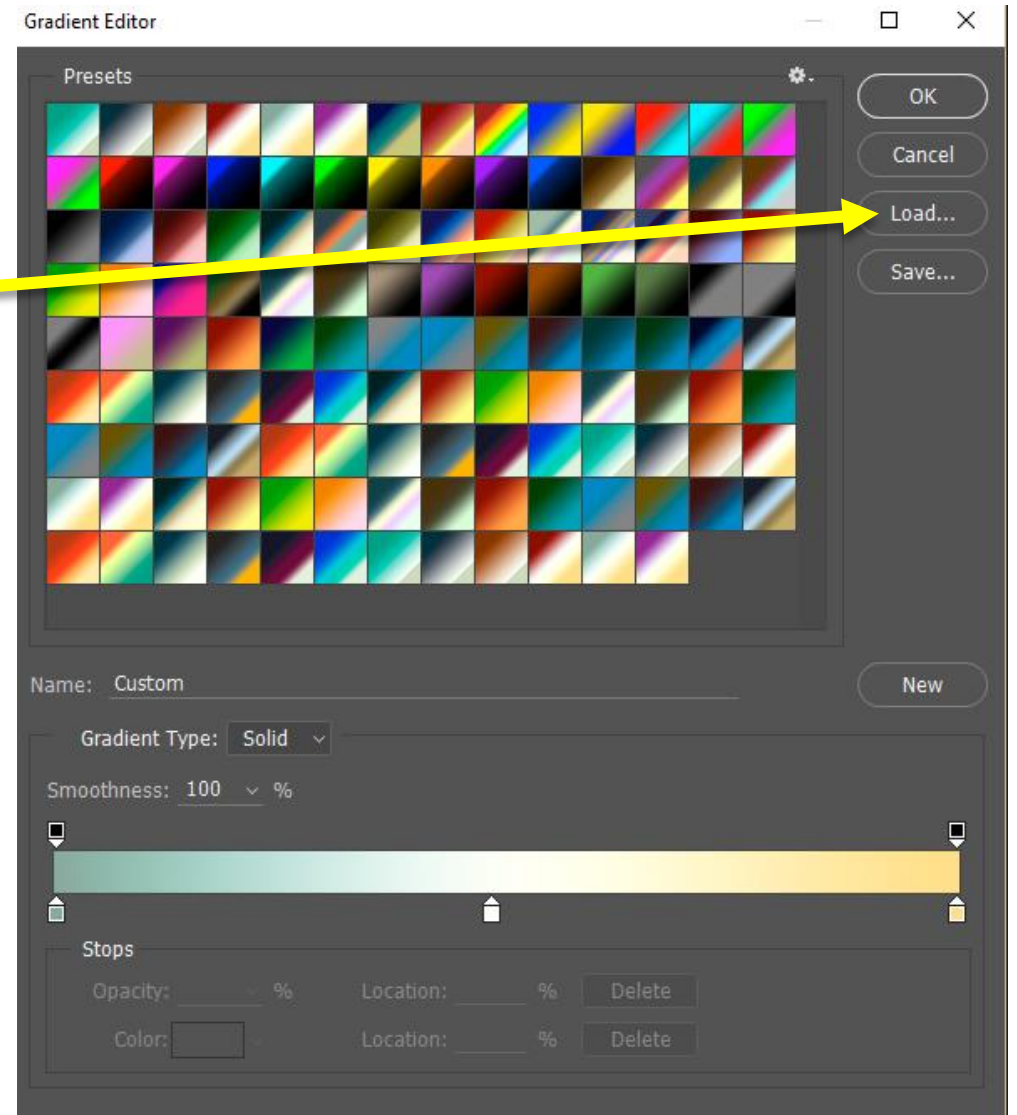 Gradient Editor
Presets
OK
Cancel
Load...
Save...
Name: Custom
New
Gradient Type: Solid
Smoothness: 100 %
Stops
Opacity: % Location: % Delete
Color: Location: % Delete